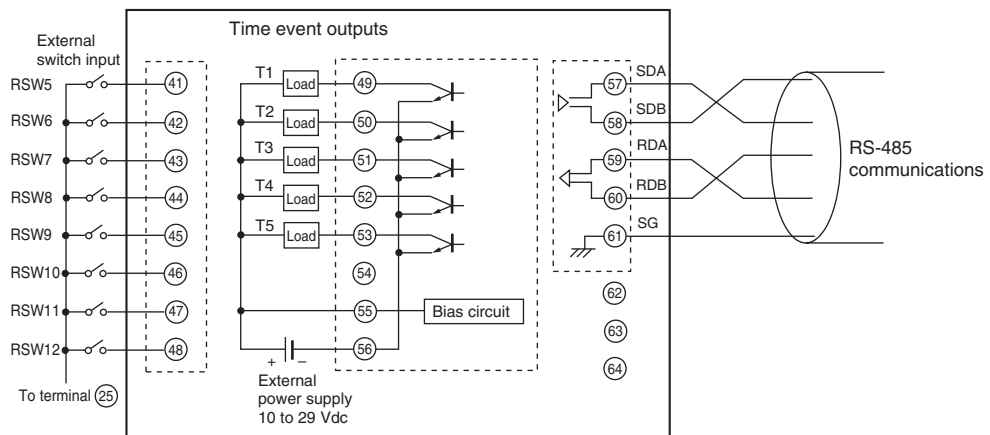 Time event outputs
External
switch input
RSW5
RSW6
RSW7
RSW8
RSW9
RSW10
RSW11
RSW12
To terminal 25
41
42
43
44
45
46
47
48
T1 Load 49
T2 Load 50
T3 Load 51
T4 Load 52
T5 Load 53
54
55 Bias circuit
+ − 56
External
power supply
10 to 29 Vdc
57 SDA
58 SDB
59 RDA
60 RDB
61 SG
62
63
64
RS-485
communications